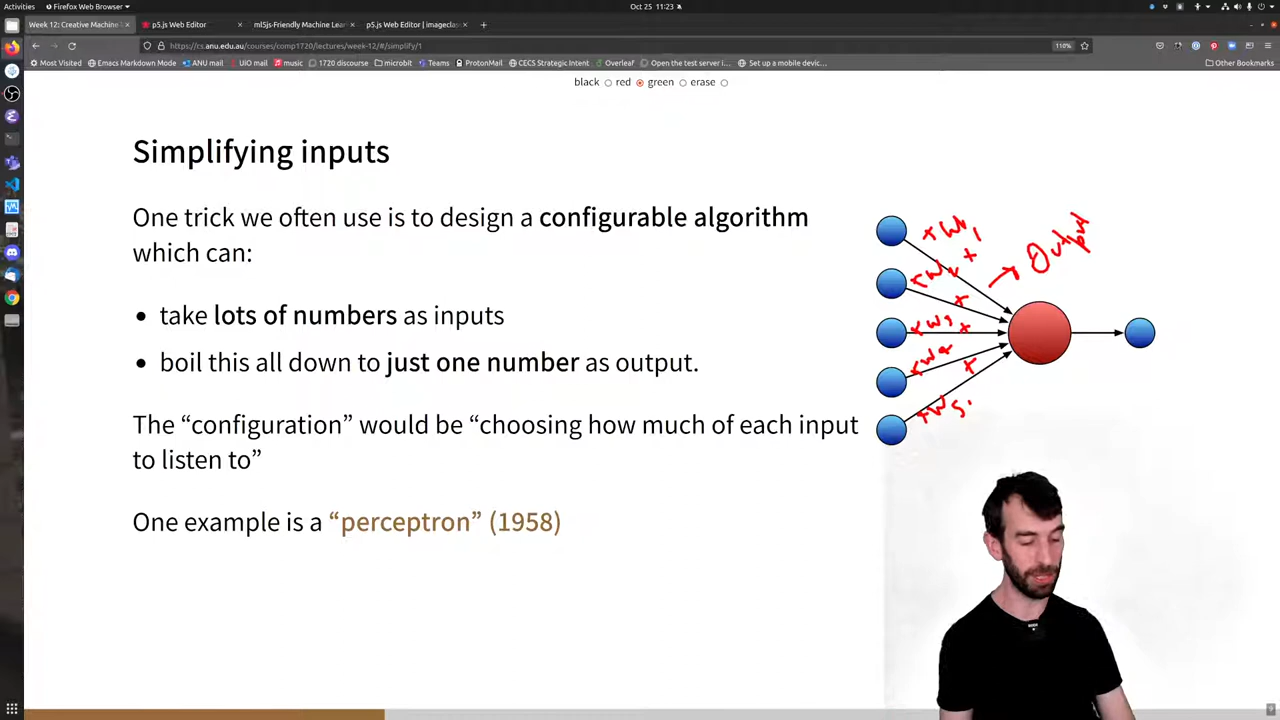 Activities
Firefox Web Browser
Oct 25 11:23
Week 12: Creative Machine
p5.js Web Editor
ml5js·Friendly Machine Lea
p5.js Web Editor | imageclas
https://cs.anu.edu.au/courses/comp1720/lectures/week-12/#/simplify/1
110%
Most Visited
Emacs Markdown Mode
ANU mail
UiO mail
music
1720 discourse
microbit
Teams
ProtonMail
CECS Strategic Intent
Overleaf
Open the test server i...
Set up a mobile devic...
Other Bookmarks
black red green erase
Simplifying inputs
One trick we often use is to design a configurable algorithm
which can:
• take lots of numbers as inputs
• boil this all down to just one number as output.
The “configuration” would be “choosing how much of each input
to listen to”
One example is a “perceptron” (1958)
×W1
+
→ Output
+
×W3 +
×W4 +
×W5